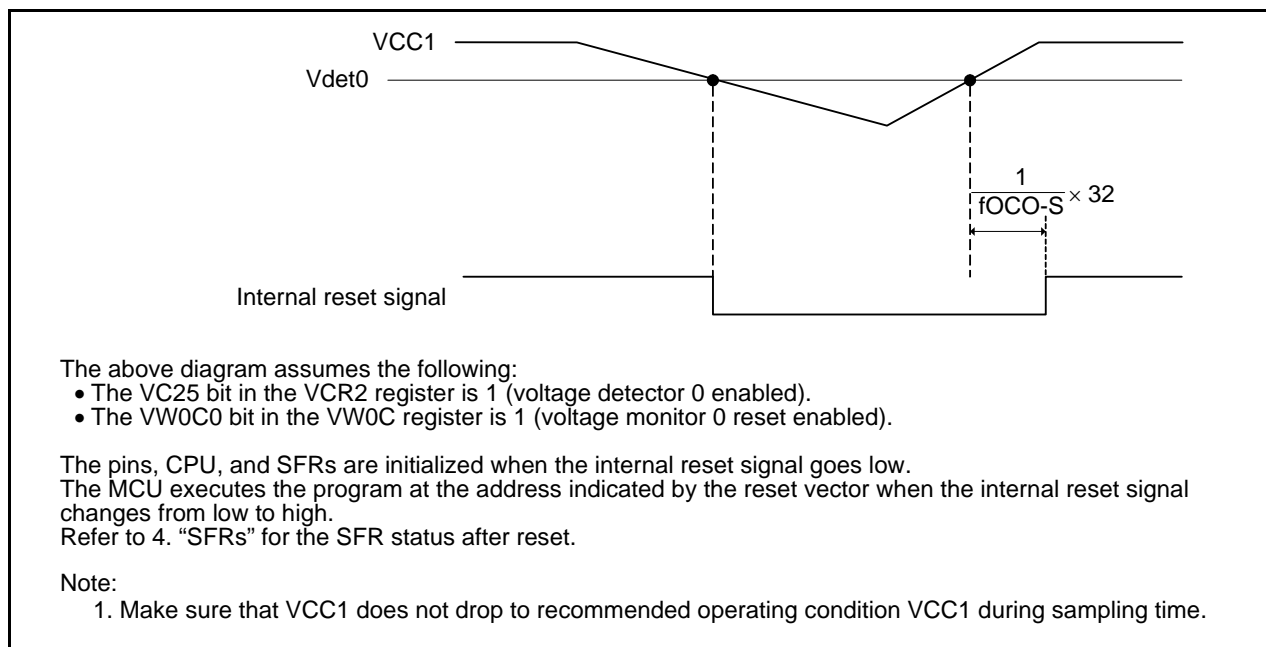 VCC1
Vdet0
1
fOCO-S × 32
Internal reset signal
The above diagram assumes the following:
• The VC25 bit in the VCR2 register is 1 (voltage detector 0 enabled).
• The VW0C0 bit in the VW0C register is 1 (voltage monitor 0 reset enabled).
The pins, CPU, and SFRs are initialized when the internal reset signal goes low.
The MCU executes the program at the address indicated by the reset vector when the internal reset signal
changes from low to high.
Refer to 4. “SFRs” for the SFR status after reset.
Note:
1. Make sure that VCC1 does not drop to recommended operating condition VCC1 during sampling time.